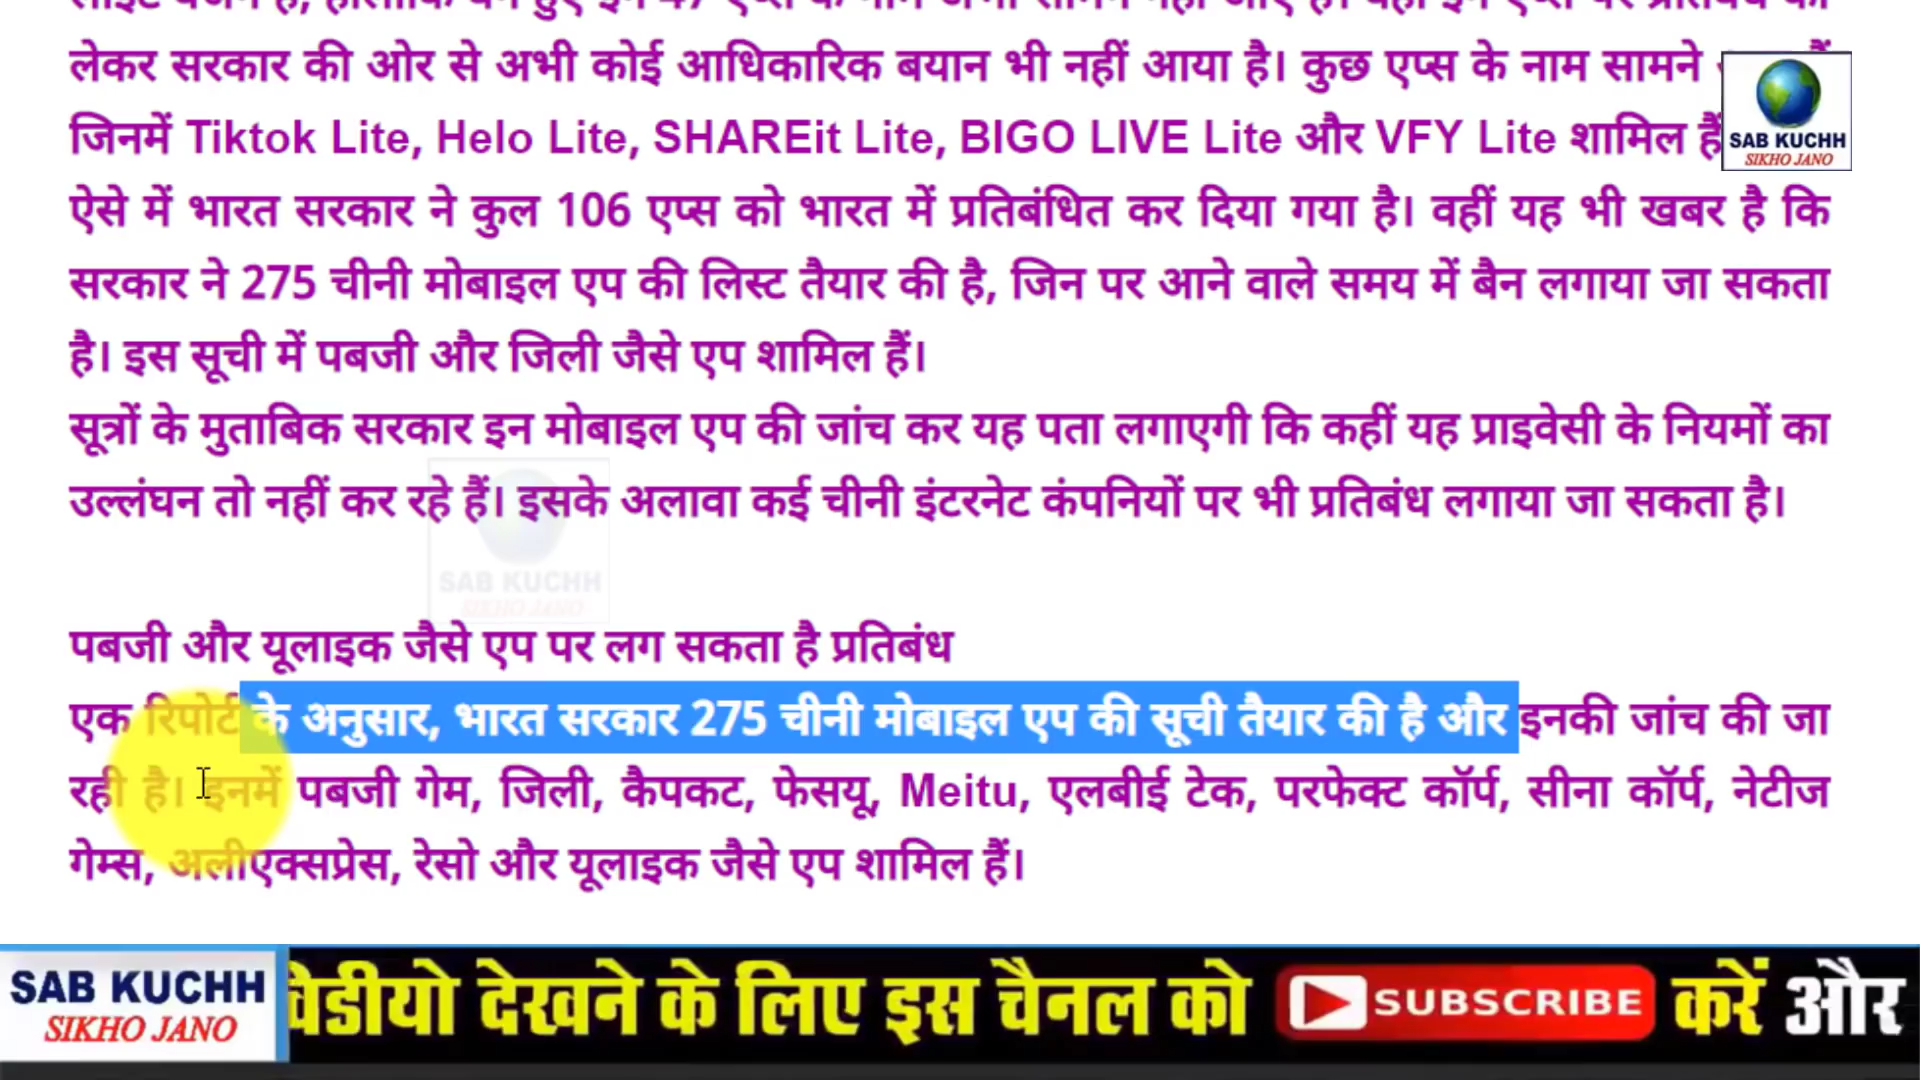 लेकर सरकार की ओर से अभी कोई आधिकारिक बयान भी नहीं आया है। कुछ एप्स के नाम सामने
जिनमें Tiktok Lite, Helo Lite, SHAREit Lite, BIGO LIVE Lite और VFY Lite शामिल हैं
SAB KUCHH
SIKHO JANO
ऐसे में भारत सरकार ने कुल 106 एप्स को भारत में प्रतिबंधित कर दिया गया है। वहीं यह भी खबर है कि
सरकार ने 275 चीनी मोबाइल एप की लिस्ट तैयार की है, जिन पर आने वाले समय में बैन लगाया जा सकता
है। इस सूची में पबजी और जिली जैसे एप शामिल हैं।
सूत्रों के मुताबिक सरकार इन मोबाइल एप की जांच कर यह पता लगाएगी कि कहीं यह प्राइवेसी के नियमों का
उल्लंघन तो नहीं कर रहे हैं। इसके अलावा कई चीनी इंटरनेट कंपनियों पर भी प्रतिबंध लगाया जा सकता है।
SAB KUCHH
SIKHO JANO
पबजी और यूलाइक जैसे एप पर लग सकता है प्रतिबंध
एक रिपोर्ट के अनुसार, भारत सरकार 275 चीनी मोबाइल एप की सूची तैयार की है और इनकी जांच की जा
रही है। इनमें पबजी गेम, जिली, कैपकट, फेसयू, Meitu, एलबीई टेक, परफेक्ट कॉर्प, सीना कॉर्प, नेटीज
गेम्स, अलीएक्सप्रेस, रेसो और यूलाइक जैसे एप शामिल हैं।
SAB KUCHH
SIKHO JANO
विडीयो देखने के लिए इस चैनल को SUBSCRIBE करें और